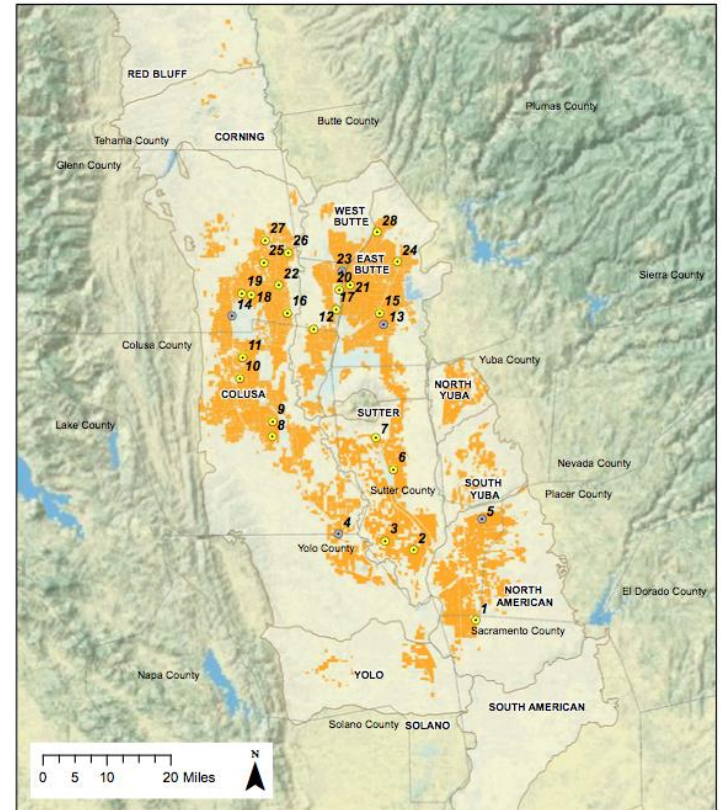 RED BLUFF
Plumas County
Butte County
CORNING
Tehama County
Glenn County
WEST
BUTTE
28
27
26
25
23
EAST
BUTTE
24
Sierra County
22
20
21
19
18
17
14
16
12
15
13
Colusa County
11
Yuba County
10
NORTH
YUBA
COLUSA
SUTTER
9
8
7
Lake County
6
Nevada County
SOUTH
YUBA
Sutter County
Placer County
5
4
3
2
Yolo County
NORTH
AMERICAN
El Dorado County
1
Sacramento County
Napa County
YOLO
SOUTH AMERICAN
Solano County
SOLANO
N
0 5 10 20 Miles